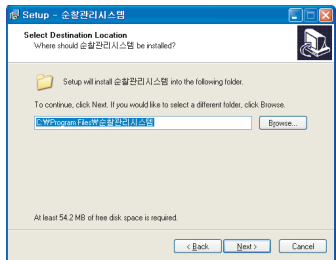 Setup - 순찰관리시스템
Select Destination Location
Where should 순찰관리시스템 be installed?
Setup will install 순찰관리시스템 into the following folder.
To continue, click Next. If you would like to select a different folder, click Browse.
C:₩Program Files₩순찰관리시스템
Browse...
At least 54.2 MB of free disk space is required.
< Back
Next >
Cancel